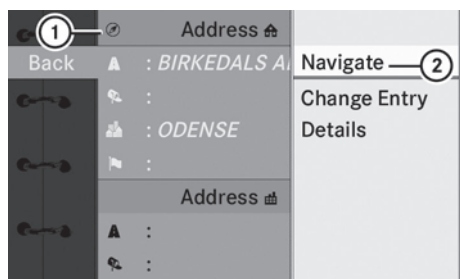 1
Address
Back
A : BIRKEDALS
:
: ODENSE
:
Address
A :
:
Navigate 2
Change Entry
Details